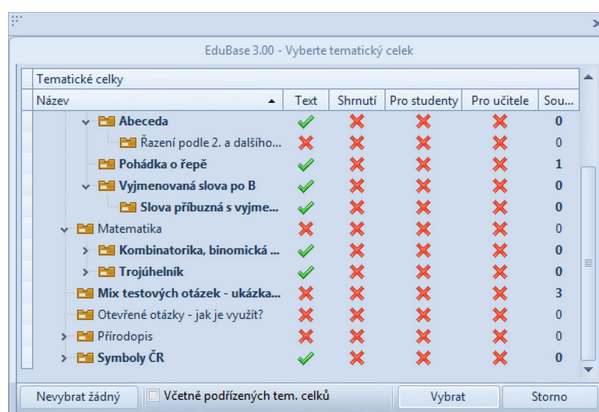 EduBase 3.00 - Vyberte tematický celek
Tematické celky
Název Text Shrnutí Pro studenty Pro učitele Sou...
Abeceda 0
Řazení podle 2. a dalšího... 0
Pohádka o řepě 1
Vyjmenovaná slova po B 0
Slova příbuzná s vyjme... 0
Matematika 0
Kombinatorika, binomická ... 0
Trojúhelník 0
Mix testových otázek - ukázka... 3
Otevřené otázky - jak je využít? 0
Přírodopis 0
Symboly ČR 0
Nevybrat žádný Včetně podřízených tem. celků Vybrat Storno